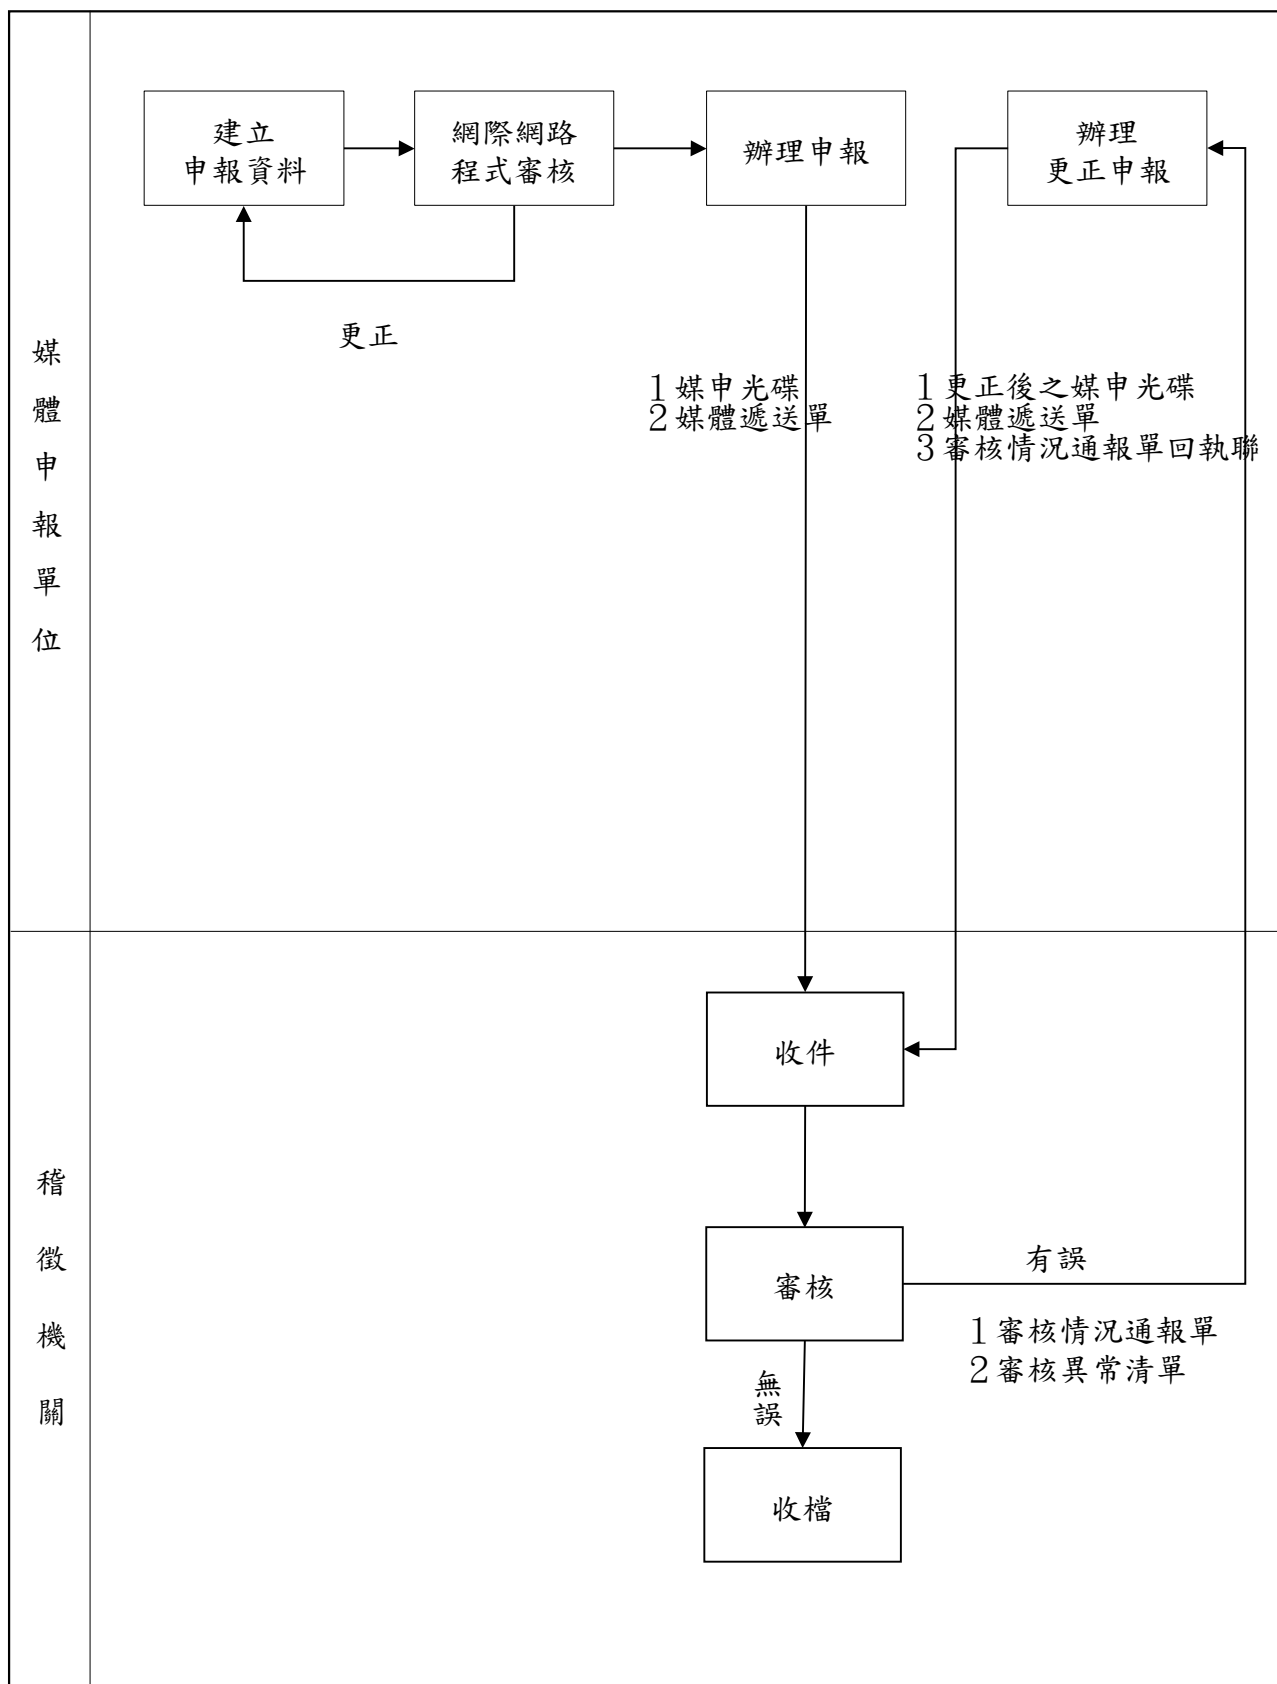 建立
申報資料
網際網路
程式審核
辦理申報
辦理
更正申報
更正
1媒申光碟
2媒體遞送單
1更正後之媒申光碟
2媒體遞送單
3審核情況通報單回執聯
媒
體
申
報
單
位
收件
審核
有誤
1審核情況通報單
2審核異常清單
無
誤
收檔
稽
徵
機
關